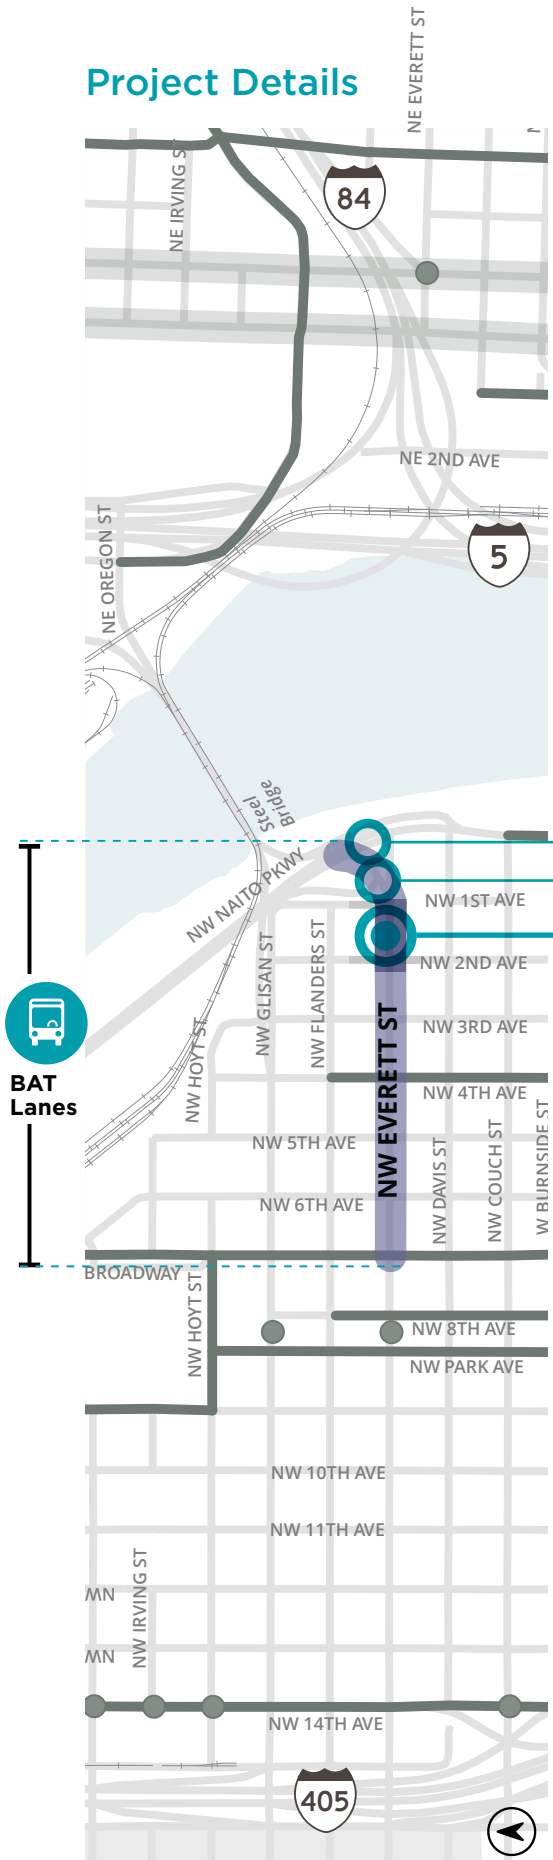 NE EVERETT ST
Project Details
N
NE IRVING ST
84
NE 2ND AVE
NE OREGON ST
5
Steel
Bridge
NW NAITO PKWY
NW 1ST AVE
NW GLISAN ST
NW FLANDERS ST
NW 2ND AVE
NW EVERETT ST
NW HOYT ST
NW 3RD AVE
BAT
Lanes
NW 4TH AVE
NW 5TH AVE
NW DAVIS ST
NW COUCH ST
W BURNSIDE ST
NW 6TH AVE
BROADWAY
NW HOYT ST
NW 8TH AVE
NW PARK AVE
NW 10TH AVE
NW 11TH AVE
NW IRVING ST
NW
NW
NW 14TH AVE
405